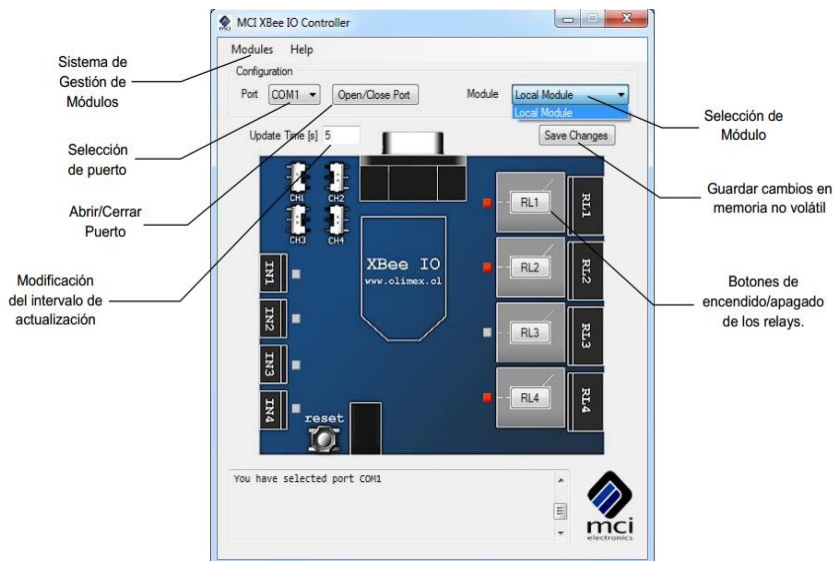 MCI XBee IO Controller
Modules Help
Configuration
Port COM1 Open/Close Port Module Local Module
Local Module
Update Time [s] 5 Save Changes
CH1 CH2
CH3 CH4
IN1
IN2
IN3
IN4
XBee IO
www.olimex.cl
reset
RL1 RL1
RL2 RL2
RL3 RL3
RL4 RL4
You have selected port COM1
mci
electronics
Sistema de
Gestión de
Módulos
Selección
de puerto
Abrir/Cerrar
Puerto
Modificación
del intervalo de
actualización
Selección de
Módulo
Guardar cambios en
memoria no volátil
Botones de
encendido/apagado
de los relays.